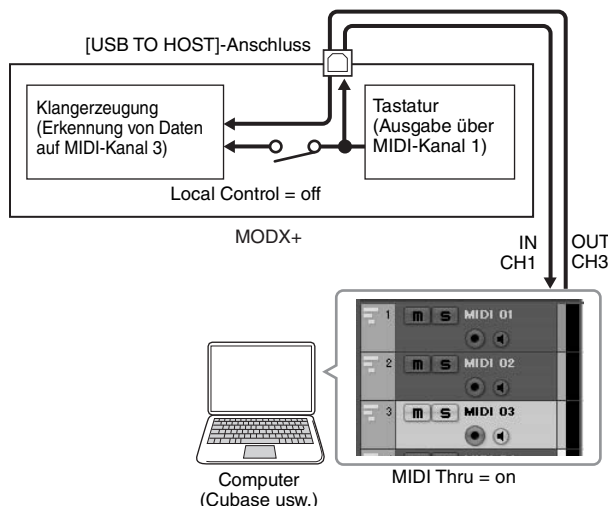 [USB TO HOST]-Anschluss
Klangerzeugung
(Erkennung von Daten
auf MIDI-Kanal 3)
Tastatur
(Ausgabe über
MIDI-Kanal 1)
Local Control = off
MODX+
IN
CH1
OUT
CH3
1 m S MIDI 01
2 m S MIDI 02
3 m S MIDI 03
Computer
(Cubase usw.)
MIDI Thru = on